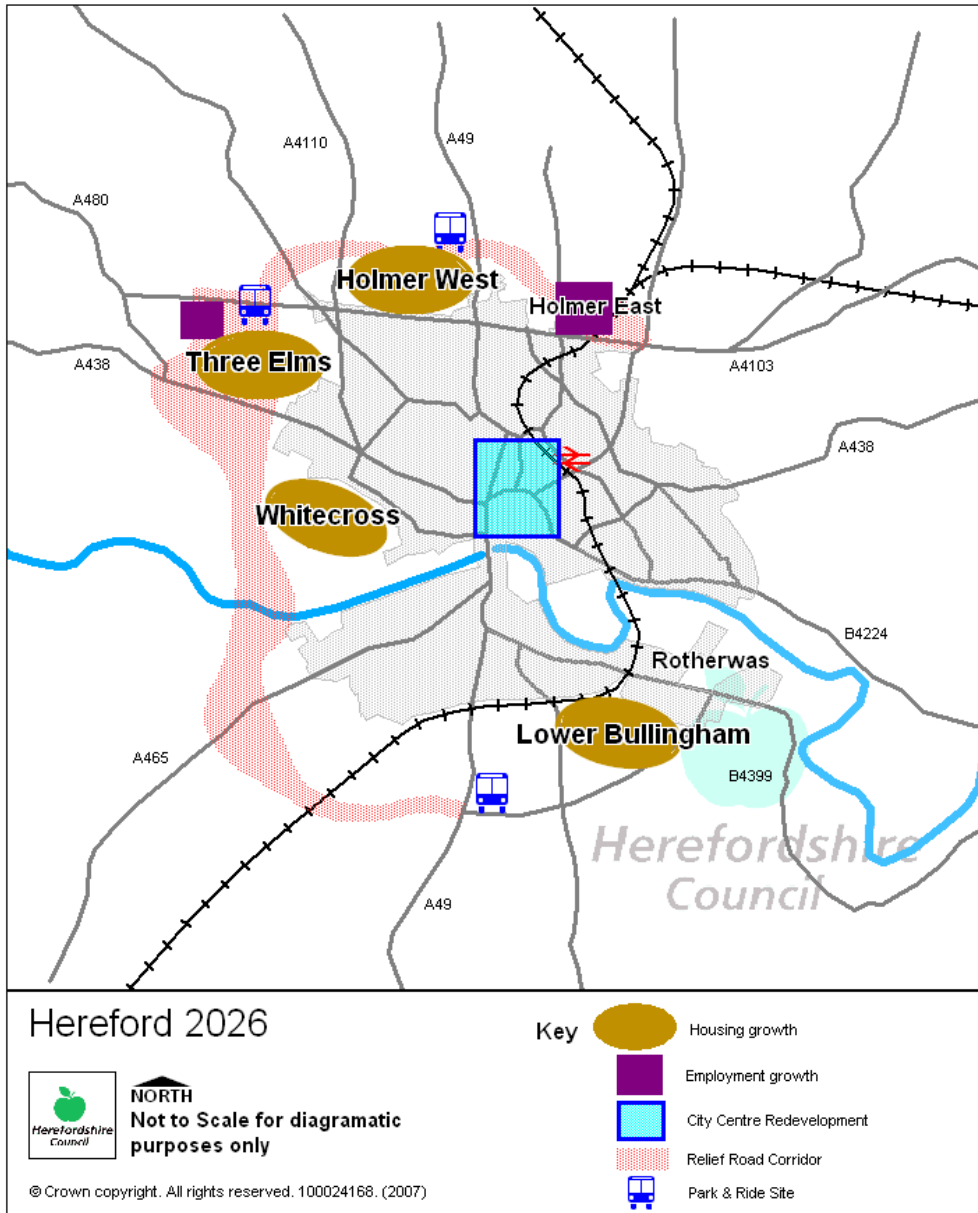 A4110
A49
A480
Holmer West
Holmer East
Three Elms
A438
A4103
A438
Whitecross
B4224
Rotherwas
Lower Bullingham
A465
B4399
Herefordshire
Council
A49
Hereford 2026
Key
Housing growth
Employment growth
City Centre Redevelopment
Relief Road Corridor
Park & Ride Site
Herefordshire
Council
NORTH
Not to Scale for diagramatic
purposes only
© Crown copyright. All rights reserved. 100024168. (2007)